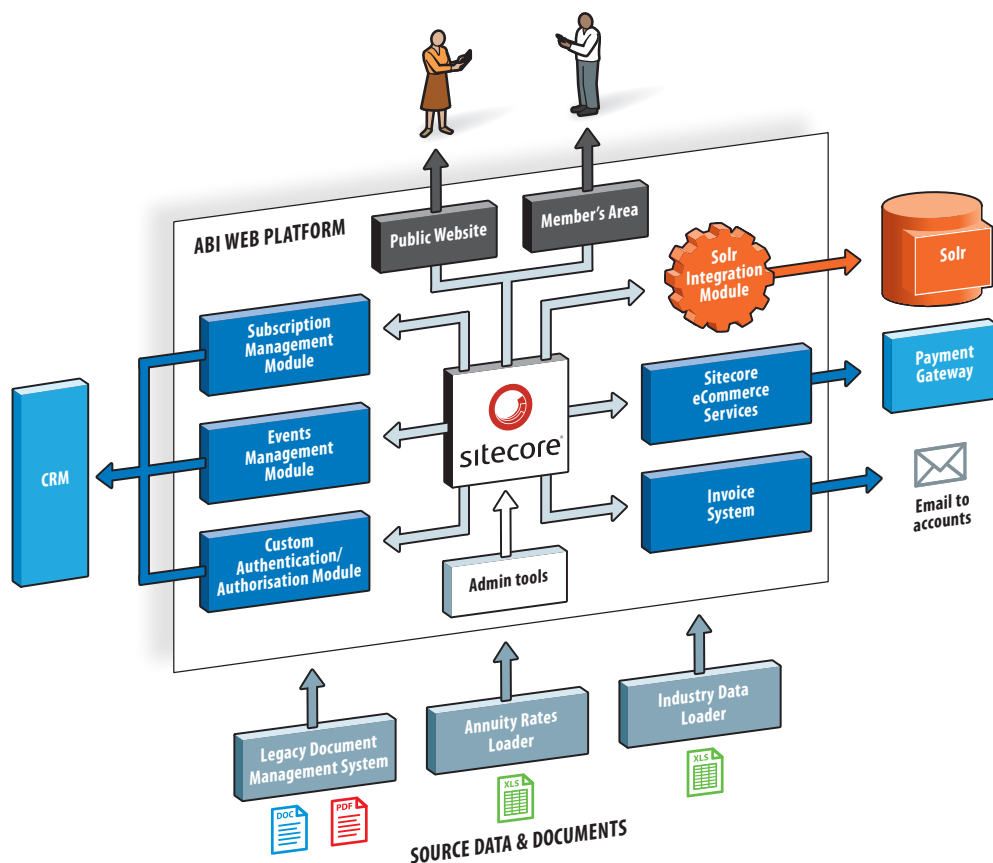 ABI WEB PLATFORM
Public Website
Member's Area
Solr
Integration
Module
Solr
Subscription
Management
Module
Sitecore
eCommerce
Services
Payment
Gateway
sitecore®
CRM
Events
Management
Module
Invoice
System
Email to
accounts
Custom
Authentication/
Authorisation Module
Admin tools
Legacy Document
Management System
Annuity Rates
Loader
Industry Data
Loader
DOC
PDF
XLS
XLS
SOURCE DATA & DOCUMENTS